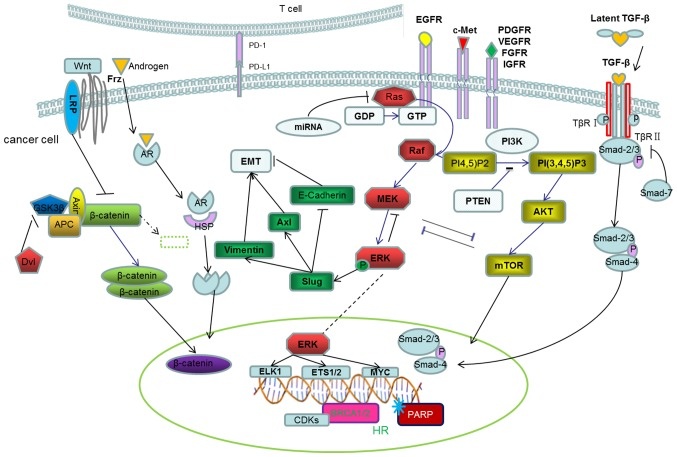 T cell
PD-1
PD-L1
EGFR
c-Met
PDGFR
VEGFR
FGFR
IGFR
Latent TGF-β
TGF-β
Wnt
Androgen
Frz
LRP
cancer cell
Ras
GDP
GTP
miRNA
TβR I
P
P
TβR II
Smad-2/3
P
Smad-7
AR
EMT
Raf
PI3K
PI4,5)P2
PI(3,4,5)P3
PTEN
E-Cadherin
MEK
AR
HSP
GSK3β
Axin
APC
β-catenin
Axl
AKT
Dvl
Vimentin
Slug
P
ERK
mTOR
Smad-2/3
P
Smad-4
β-catenin
β-catenin
β-catenin
ERK
ELK1
ETS1/2
MYC
Smad-2/3
P
Smad-4
CDKs
BRCA1/2
HR
PARP